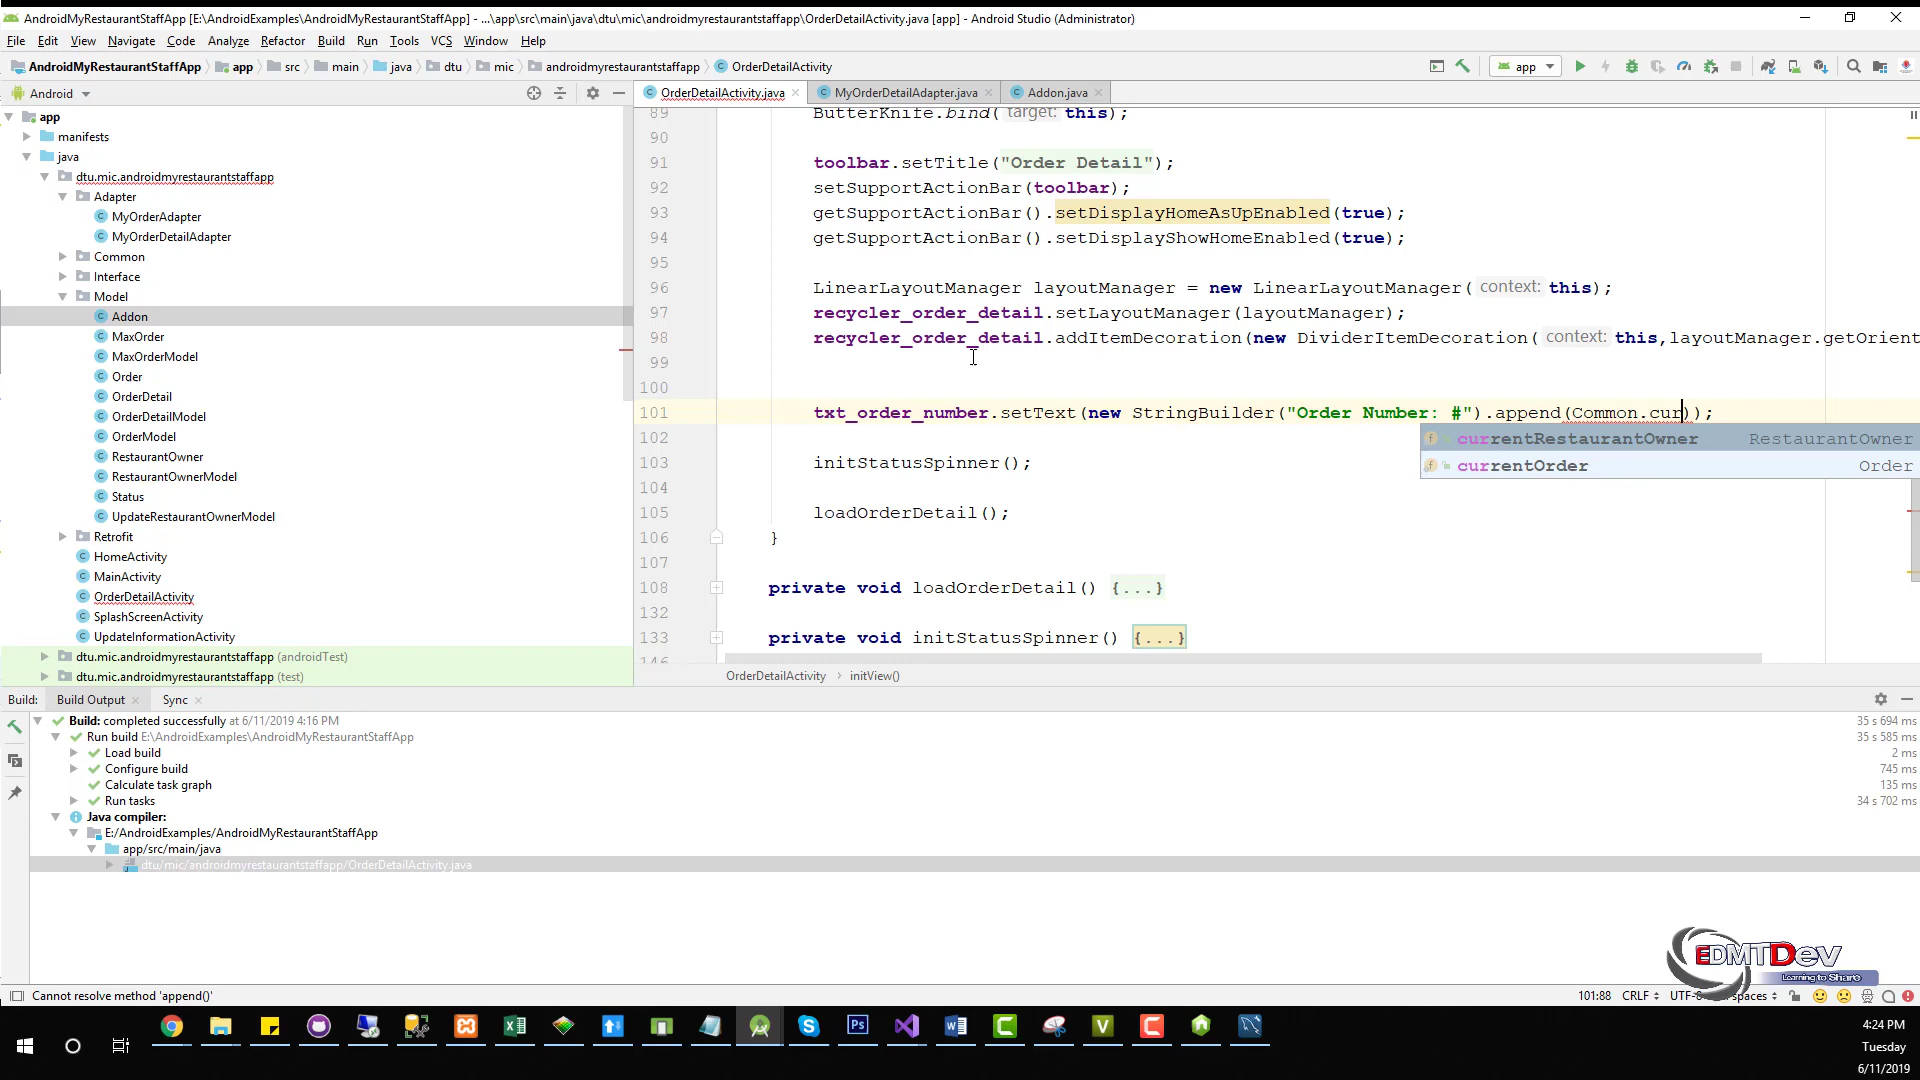 AndroidMyRestaurantStaffApp [E:\AndroidExamples\AndroidMyRestaurantStaffApp] - ...\app\src\main\java\dtu\mic\androidmyrestaurantstaffapp\OrderDetailActivity.java [app] - Android Studio (Administrator)
File Edit View Navigate Code Analyze Refactor Build Run Tools VCS Window Help
AndroidMyRestaurantStaffApp app src main java dtu mic androidmyrestaurantstaffapp OrderDetailActivity app
Android OrderDetailActivity.java MyOrderDetailAdapter.java Addon.java
app
manifests
java
dtu.mic.androidmyrestaurantstaffapp
Adapter
MyOrderAdapter
MyOrderDetailAdapter
Common
Interface
Model
Addon
MaxOrder
MaxOrderModel
Order
OrderDetail
OrderDetailModel
OrderModel
RestaurantOwner
RestaurantOwnerModel
Status
UpdateRestaurantOwnerModel
Retrofit
HomeActivity
MainActivity
OrderDetailActivity
SplashScreenActivity
UpdateInformationActivity
dtu.mic.androidmyrestaurantstaffapp (androidTest)
dtu.mic.androidmyrestaurantstaffapp (test)
89 ButterKnife.bind( target: this);
90
91 toolbar.setTitle("Order Detail");
92 setSupportActionBar(toolbar);
93 getSupportActionBar().setDisplayHomeAsUpEnabled(true);
94 getSupportActionBar().setDisplayShowHomeEnabled(true);
95
96 LinearLayoutManager layoutManager = new LinearLayoutManager( context: this);
97 recycler_order_detail.setLayoutManager(layoutManager);
98 recycler_order_detail.addItemDecoration(new DividerItemDecoration( context: this,layoutManager.getOrient
99
100
101 txt_order_number.setText(new StringBuilder("Order Number: #").append(Common.cur));
currentRestaurantOwner RestaurantOwner
currentOrder Order
102
103 initStatusSpinner();
104
105 loadOrderDetail();
106 }
107
108 private void loadOrderDetail() {...}
132
133 private void initStatusSpinner() {...}
146
OrderDetailActivity › initView()
Build: Build Output Sync
Build: completed successfully at 6/11/2019 4:16 PM 35 s 694 ms
Run build E:\AndroidExamples\AndroidMyRestaurantStaffApp 35 s 585 ms
Load build 2 ms
Configure build 745 ms
Calculate task graph 135 ms
Run tasks 34 s 702 ms
Java compiler:
E:/AndroidExamples/AndroidMyRestaurantStaffApp
app/src/main/java
dtu/mic/androidmyrestaurantstaffapp/OrderDetailActivity.java
EDMTDev
Learning to Share
Cannot resolve method 'append()' 101:88 CRLF spaces
4:24 PM
Tuesday
6/11/2019